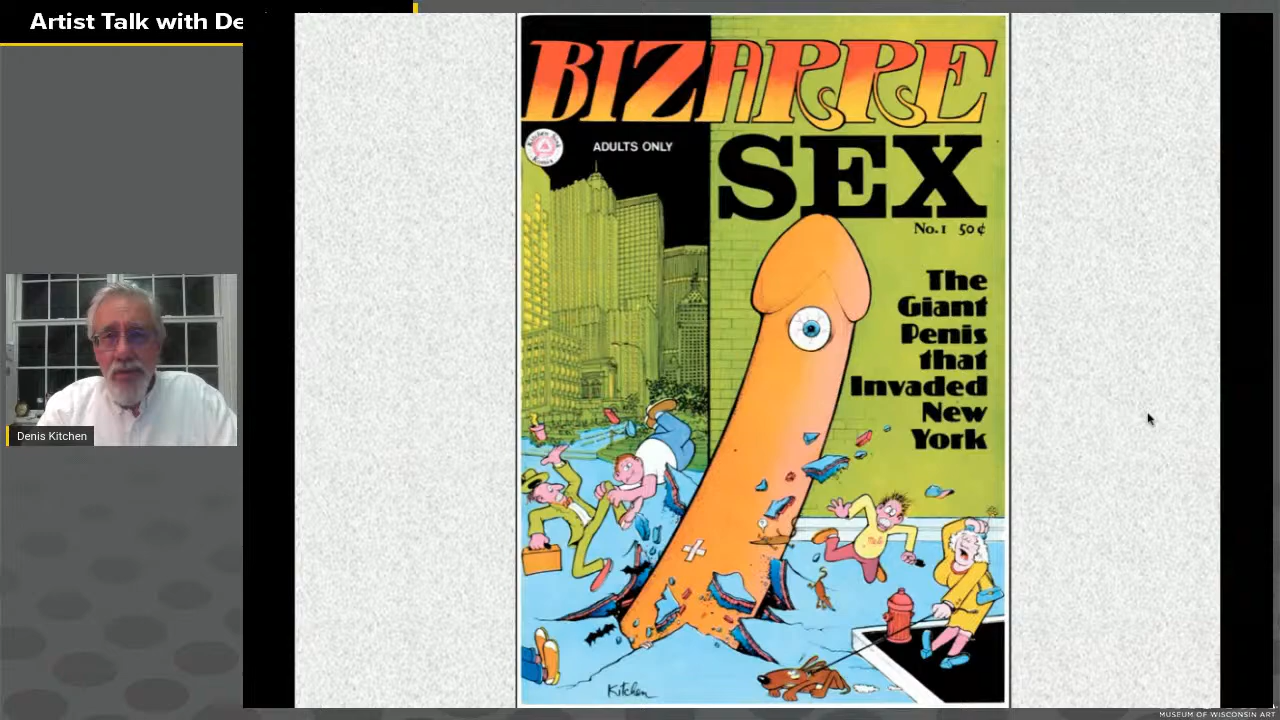 Artist Talk with De
BIZARRE
ADULTS ONLY
SEX
No. 1 50¢
The
Giant
Penis
that
Invaded
New
York
Denis Kitchen
Kitchen
MUSEUM OF WISCONSIN ART